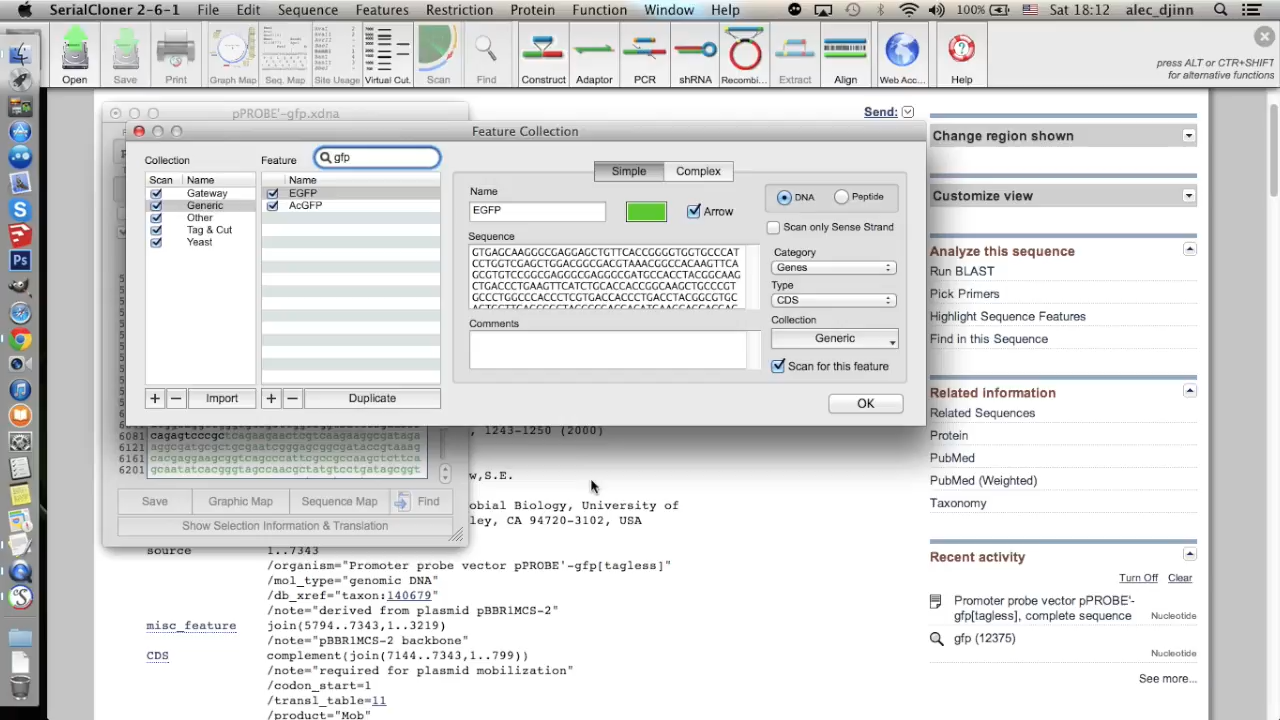 SerialCloner 2-6-1 File Edit Sequence Features Restriction Protein Function Window Help 100% Sat 18:12 alec_djinn
Open Save Print Graph Map Seq. Map Site Usage Virtual Cut. Scan Find Construct Adaptor PCR shRNA Recombi.. Extract Align Web Acc.. Help
press ALT or CTR+SHIFT
for alternative functions
Send:
pPROBE'-gfp.xdna
Feature Collection
Collection
Feature
gfp
Scan Name
Gateway
Generic
Other
Tag & Cut
Yeast
Name
EGFP
AcGFP
Simple Complex
Name
EGFP
Arrow
DNA Peptide
Scan only Sense Strand
Sequence
GTGAGCAAGGGCGAGGAGCTGTTCACCGGGGTGGTGCCCAT
CCTGGTCGAGCTGGACGGCGACGTAAACGGCCACAAGTTCA
GCGTGTCCGGCGAGGGCGAGGGCGATGCCACCTACGGCAAG
CTGACCCTGAAGTTCATCTGCACCACCGGCAAGCTGCCCGT
GCCCTGGCCCACCCTCGTGACCACCCTGACCTACGGCGTGC
Category
Genes
Type
CDS
Collection
Generic
Scan for this feature
Comments
+ − Import
+ − Duplicate
OK
6081 cagagtcccgctcagaagaactcgtcaagaaggcgataga
6121 aggcgatgcgctgcgaatcgggagcggcgataccgtaaag
6161 cacgaggaagcggtcagcccattcgccgccaagctcttca
6201 gcaatatcacgggtagccaacgctatgtcctgatagcggt
Save Graphic Map Sequence Map Find
Show Selection Information & Translation
, 1243-1250 (2000)
w,S.E.
obial Biology, University of
ley, CA 94720-3102, USA
source 1..7343
/organism="Promoter probe vector pPROBE'-gfp[tagless]"
/mol_type="genomic DNA"
/db_xref="taxon:140679"
/note="derived from plasmid pBBR1MCS-2"
misc_feature join(5794..7343,1..3219)
/note="pBBR1MCS-2 backbone"
CDS complement(join(7144..7343,1..799))
/note="required for plasmid mobilization"
/codon_start=1
/transl_table=11
/product="Mob"
Change region shown
Customize view
Analyze this sequence
Run BLAST
Pick Primers
Highlight Sequence Features
Find in this Sequence
Related information
Related Sequences
Protein
PubMed
PubMed (Weighted)
Taxonomy
Recent activity
Turn Off Clear
Promoter probe vector pPROBE'-
gfp[tagless], complete sequence
Nucleotide
gfp (12375)
Nucleotide
See more...